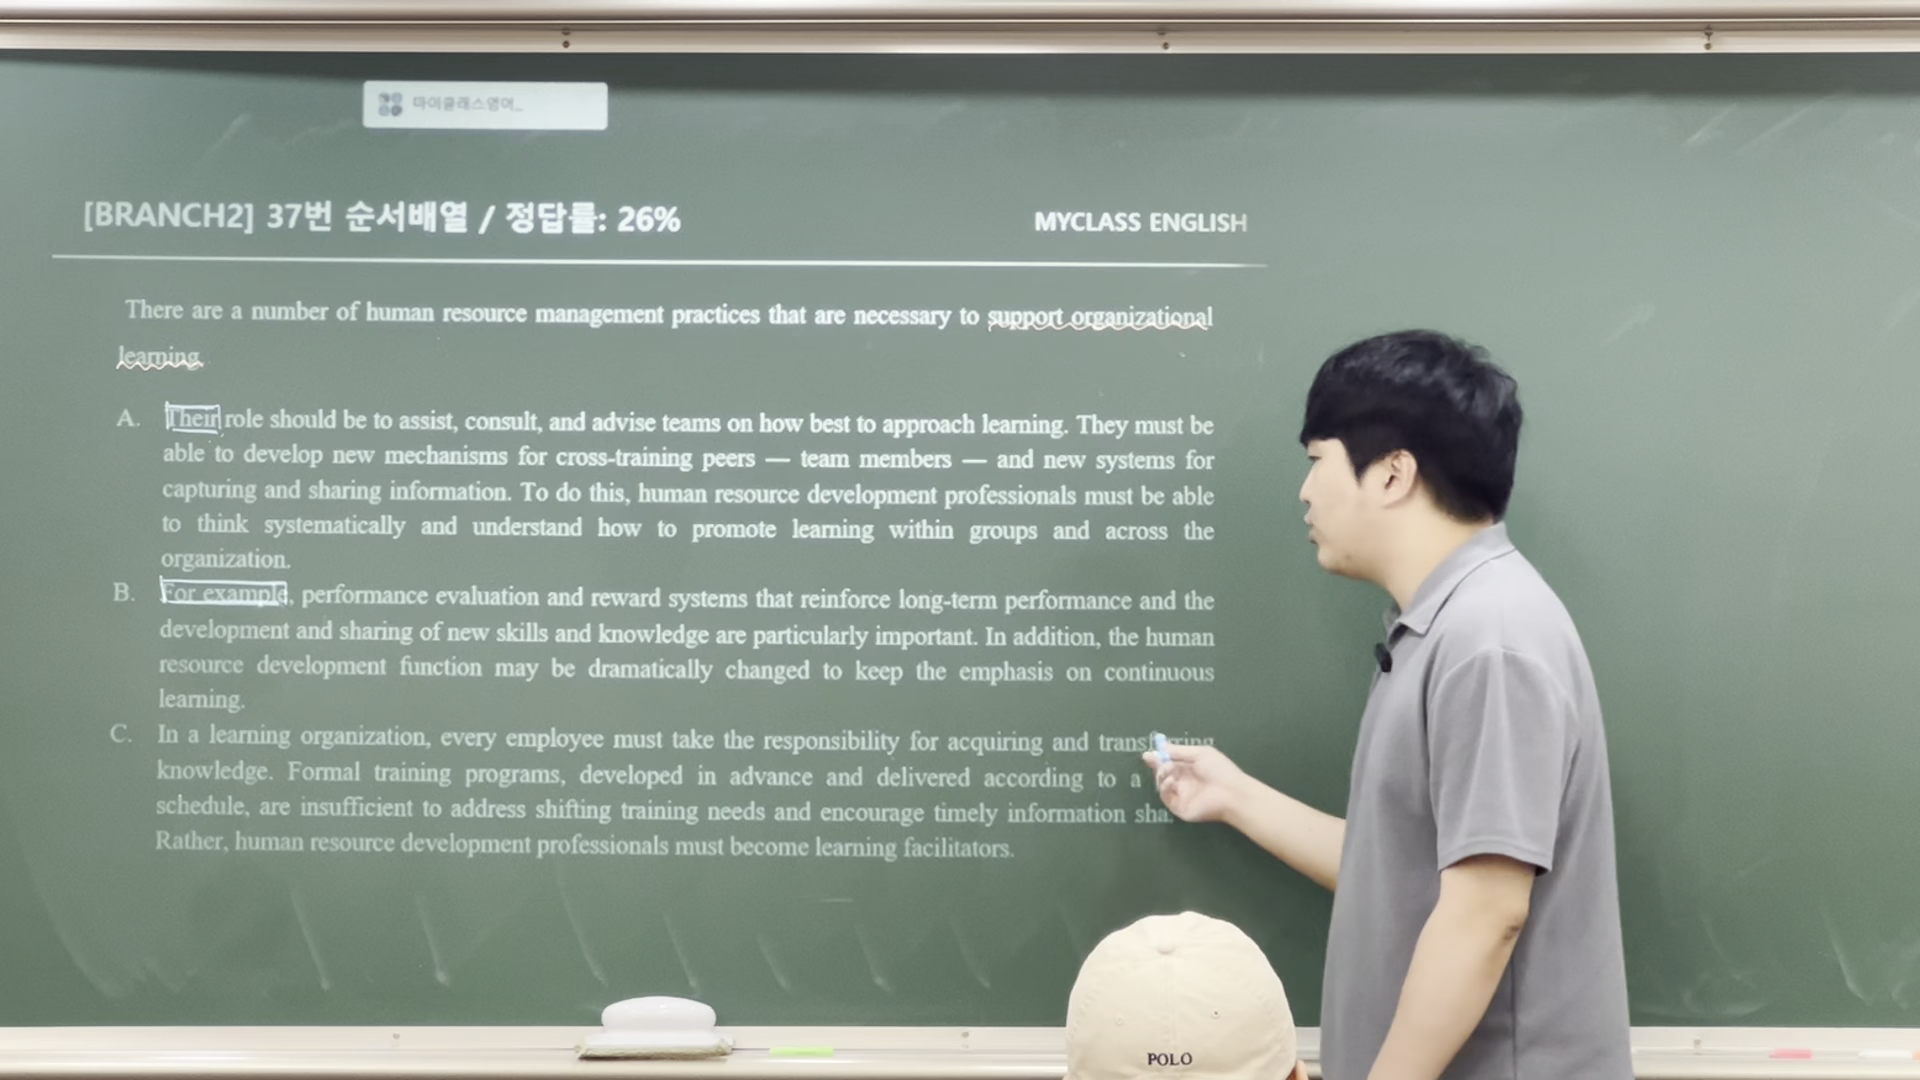 마이클래스영어_
[BRANCH2] 37번 순서배열 / 정답률: 26%
MYCLASS ENGLISH
There are a number of human resource management practices that are necessary to support organizational
learning.
A. Their role should be to assist, consult, and advise teams on how best to approach learning. They must be
able to develop new mechanisms for cross-training peers — team members — and new systems for
capturing and sharing information. To do this, human resource development professionals must be able
to think systematically and understand how to promote learning within groups and across the
organization.
B. For example, performance evaluation and reward systems that reinforce long-term performance and the
development and sharing of new skills and knowledge are particularly important. In addition, the human
resource development function may be dramatically changed to keep the emphasis on continuous
learning.
C. In a learning organization, every employee must take the responsibility for acquiring and
knowledge. Formal training programs, developed in advance and delivered according to a
schedule, are insufficient to address shifting training needs and encourage timely information
Rather, human resource development professionals must become learning facilitators.
POLO